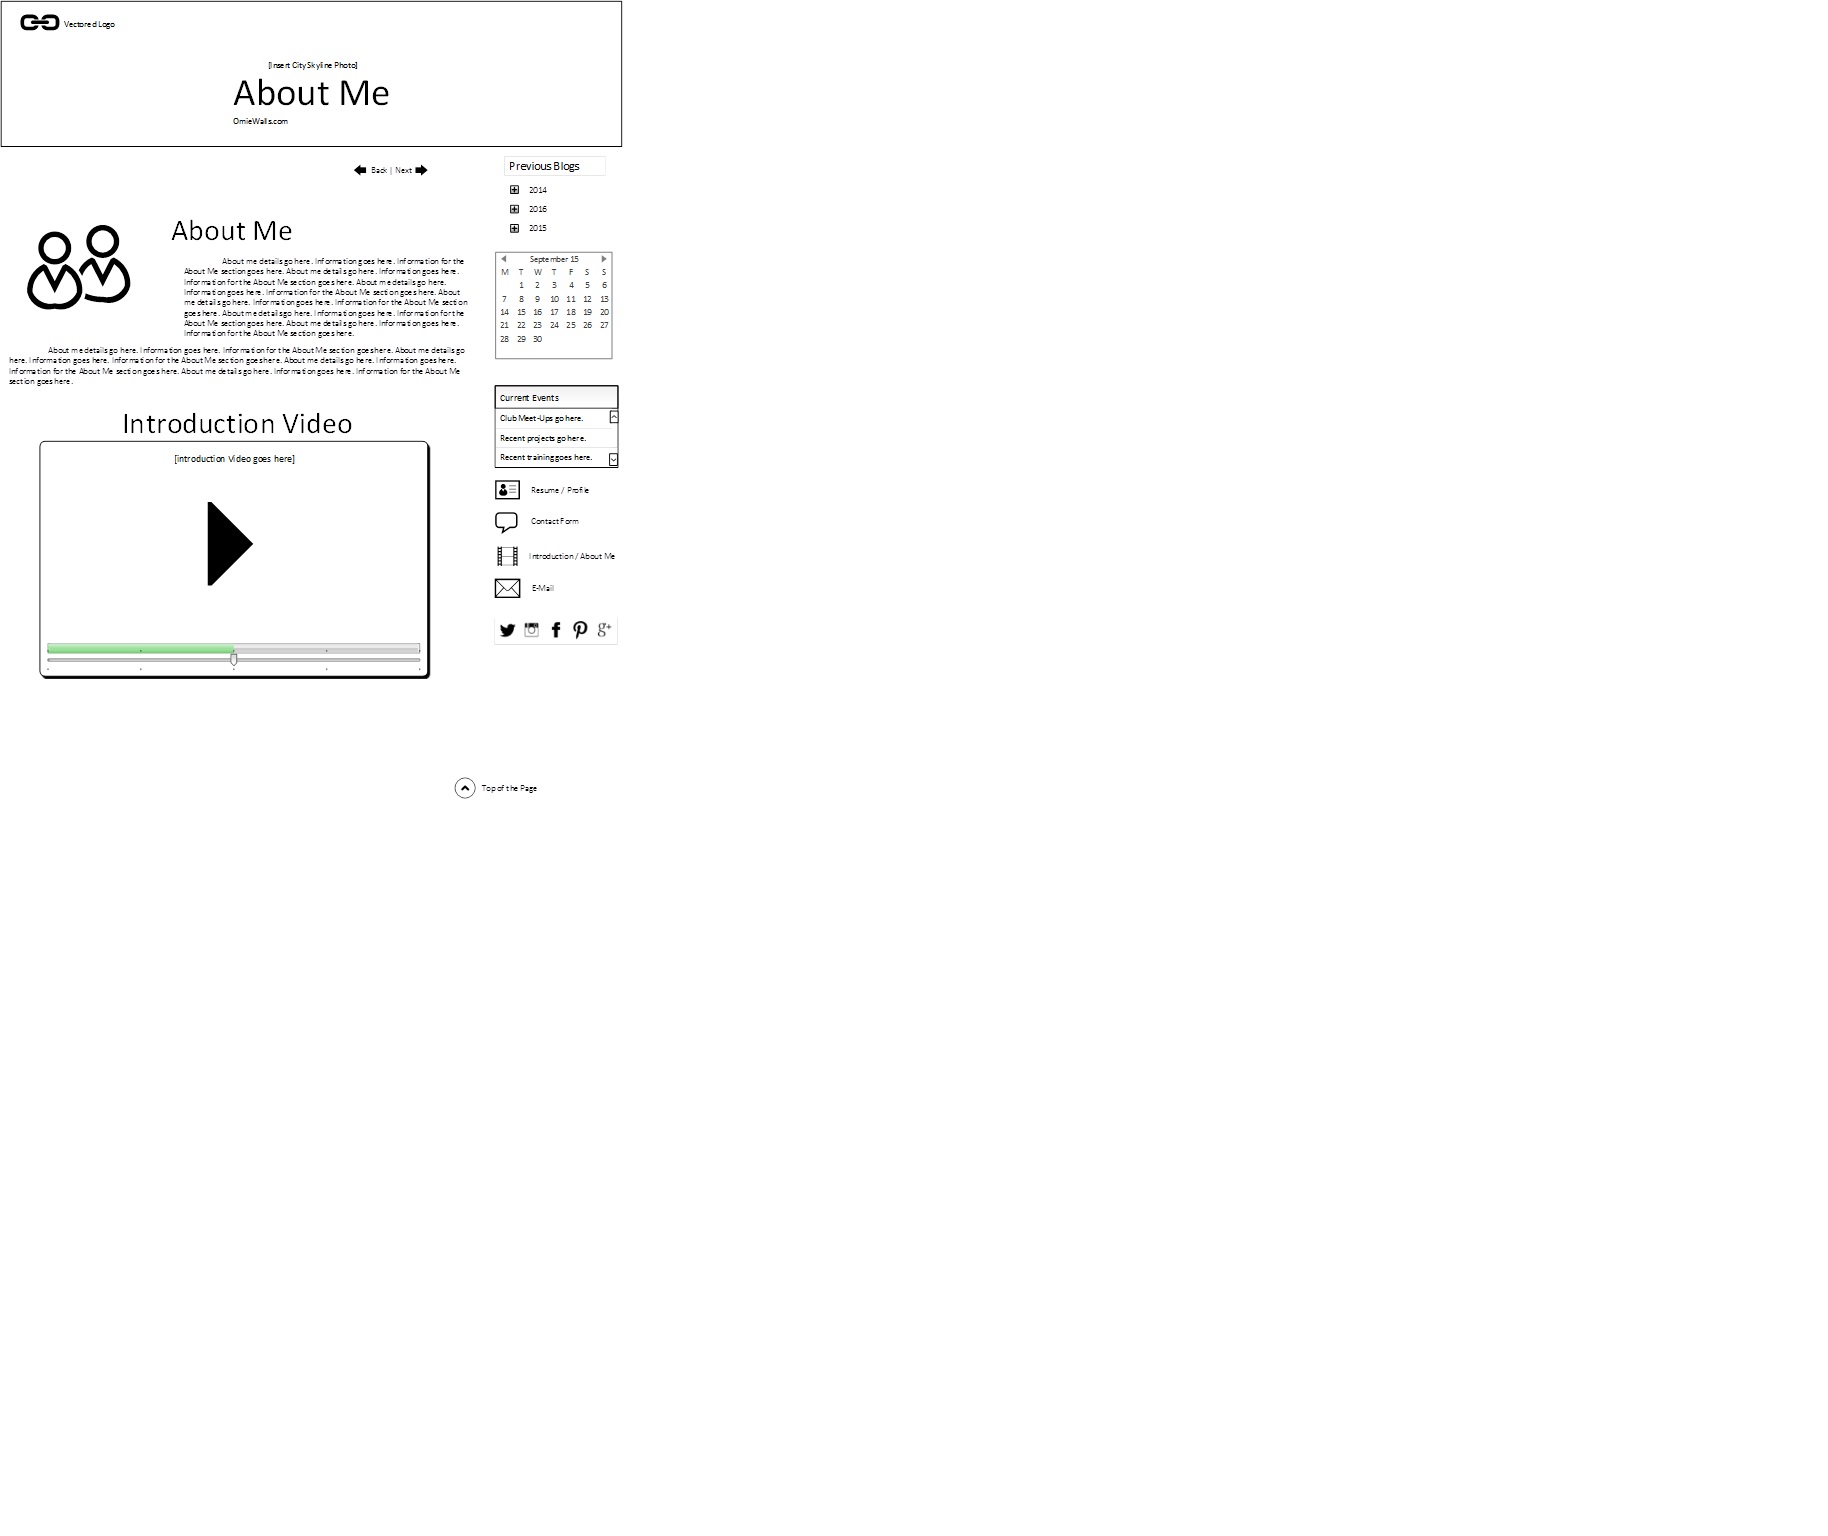 Vectored Logo
[Insert City Skyline Photo]
About Me
OmieWalls.com
Back | Next
About Me
About me details go here. Information goes here. Information for the
About Me section goes here. About me details go here. Information goes here.
Information for the About Me section goes here. About me details go here.
Information goes here. Information for the About Me section goes here. About
me details go here. Information goes here. Information for the About Me section
goes here. About me details go here. Information goes here. Information for the
About Me section goes here. About me details go here. Information goes here.
Information for the About Me section goes here.
About me details go here. Information goes here. Information for the About Me section goes here. About me details go
here. Information goes here. Information for the About Me section goes here. About me details go here. Information goes here.
Information for the About Me section goes here. About me details go here. Information goes here. Information for the About Me
section goes here.
Introduction Video
[introduction Video goes here]
Previous Blogs
2014
2016
2015
September 15
M T W T F S S
1 2 3 4 5 6
7 8 9 10 11 12 13
14 15 16 17 18 19 20
21 22 23 24 25 26 27
28 29 30
Current Events
Club Meet-Ups go here.
Recent projects go here.
Recent training goes here.
Resume / Profile
Contact Form
Introduction / About Me
E-Mail
g+
Top of the Page